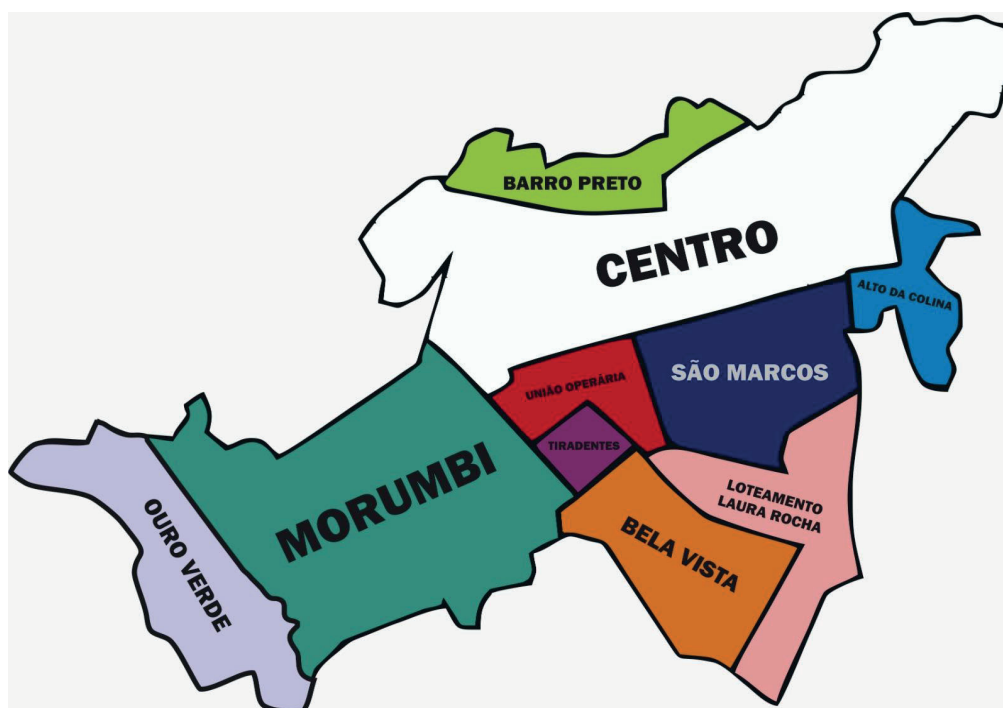 BARRO PRETO
CENTRO
ALTO DA COLINA
SÃO MARCOS
UNIÃO OPERÁRIA
TIRADENTES
MORUMBI
LOTEAMENTO
LAURA ROCHA
BELA VISTA
OURO VERDE